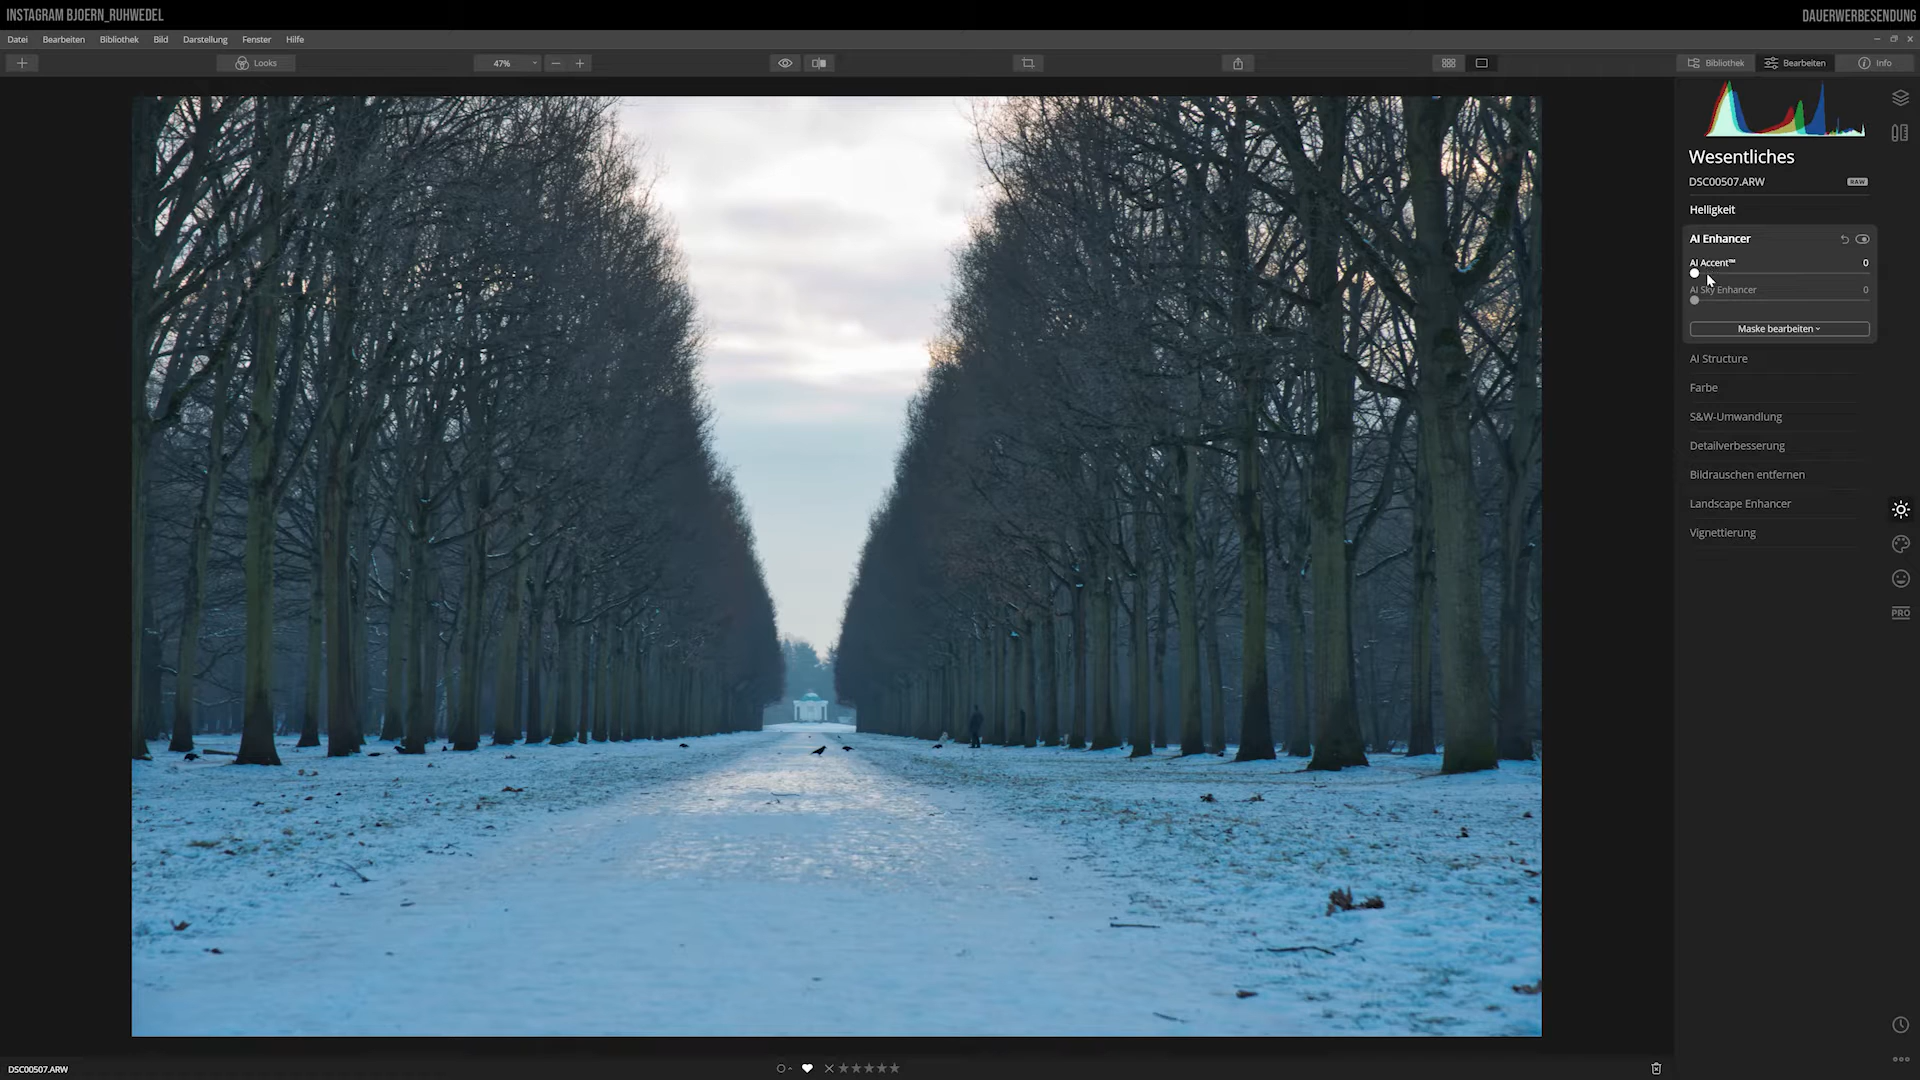 INSTAGRAM BJOERN_RUHWEDEL
DAUERWERBESENDUNG
Datei Bearbeiten Bibliothek Bild Darstellung Fenster Hilfe
Looks 47% Bibliothek Bearbeiten Info
Wesentliches
DSC00507.ARW RAW
Helligkeit
AI Enhancer
AI Accent™ 0
AI Sky Enhancer 0
Maske bearbeiten
AI Structure
Farbe
S&W-Umwandlung
Detailverbesserung
Bildrauschen entfernen
Landscape Enhancer
Vignettierung
PRO
DSC00507.ARW